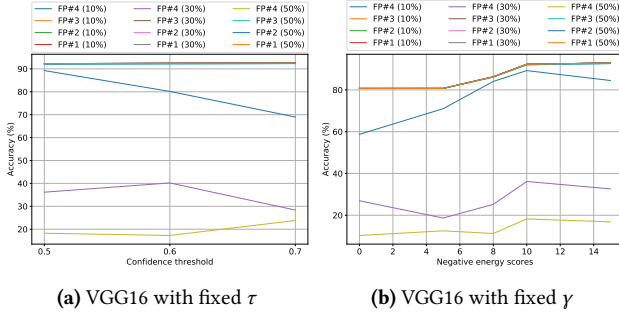 FP#4 (10%) FP#4 (30%) FP#4 (50%)
FP#3 (10%) FP#3 (30%) FP#3 (50%)
FP#2 (10%) FP#2 (30%) FP#2 (50%)
FP#1 (10%) FP#1 (30%) FP#1 (50%)
90
80
70
60
50
40
30
20
Accuracy (%)
0.5 0.6 0.7
Confidence threshold
(a) VGG16 with fixed τ
FP#4 (10%) FP#4 (30%) FP#4 (50%)
FP#3 (10%) FP#3 (30%) FP#3 (50%)
FP#2 (10%) FP#2 (30%) FP#2 (50%)
FP#1 (10%) FP#1 (30%) FP#1 (50%)
80
60
40
20
Accuracy (%)
0 2 4 6 8 10 12 14
Negative energy scores
(b) VGG16 with fixed γ